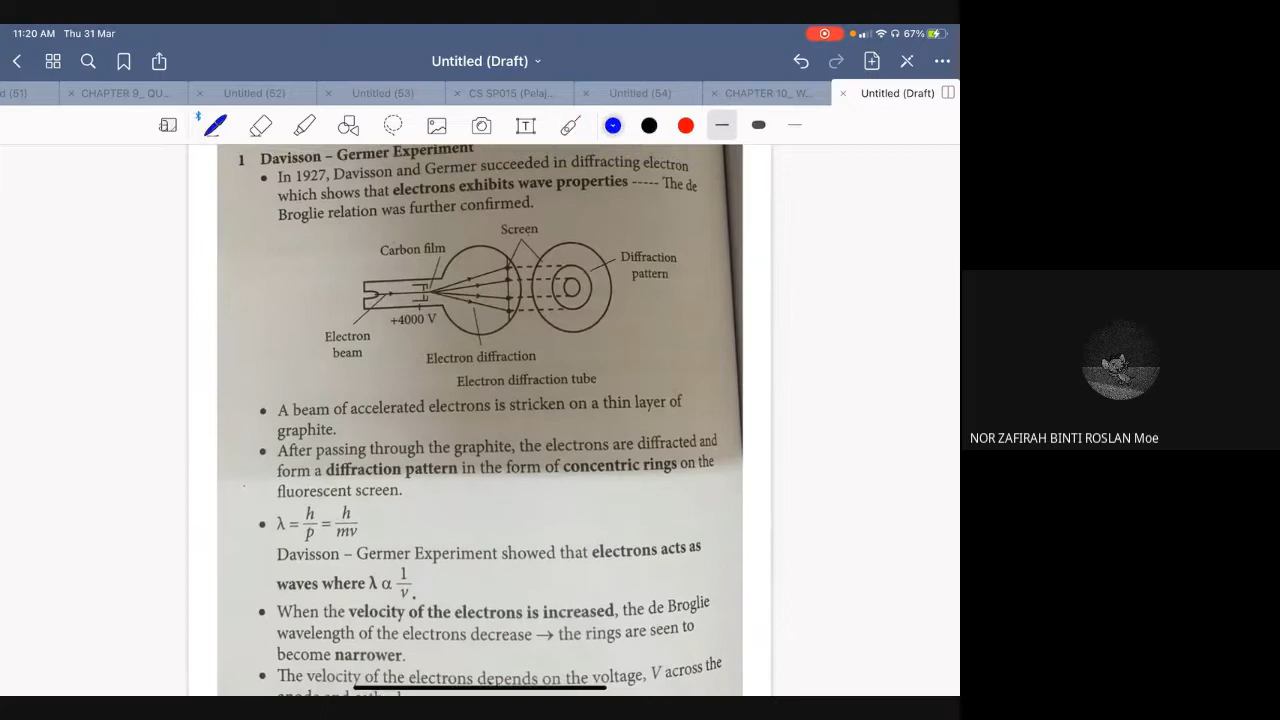 11:20 AM Thu 31 Mar
67%
Untitled (Draft)
d (51)
CHAPTER 9_ QU...
Untitled (52)
Untitled (53)
CS SP015 (Pelaj...
Untitled (54)
CHAPTER 10_ W...
Untitled (Draft)
1 Davisson – Germer Experiment
• In 1927, Davisson and Germer succeeded in diffracting electron
which shows that electrons exhibits wave properties ----- The de
Broglie relation was further confirmed.
Screen
Carbon film
Diffraction
pattern
+4000 V
Electron
beam
Electron diffraction
Electron diffraction tube
• A beam of accelerated electrons is stricken on a thin layer of
graphite.
• After passing through the graphite, the electrons are diffracted and
form a diffraction pattern in the form of concentric rings on the
fluorescent screen.
• λ = h/p = h/mv
Davisson – Germer Experiment showed that electrons acts as
waves where λ α 1/v.
• When the velocity of the electrons is increased, the de Broglie
wavelength of the electrons decrease → the rings are seen to
become narrower.
• The velocity of the electrons depends on the voltage, V across the
NOR ZAFIRAH BINTI ROSLAN Moe